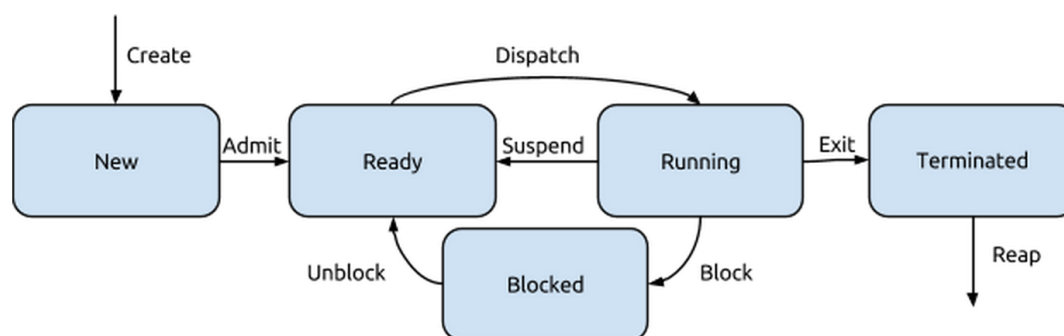 Create
Dispatch
New
Admit
Ready
Suspend
Running
Exit
Terminated
Unblock
Blocked
Block
Reap